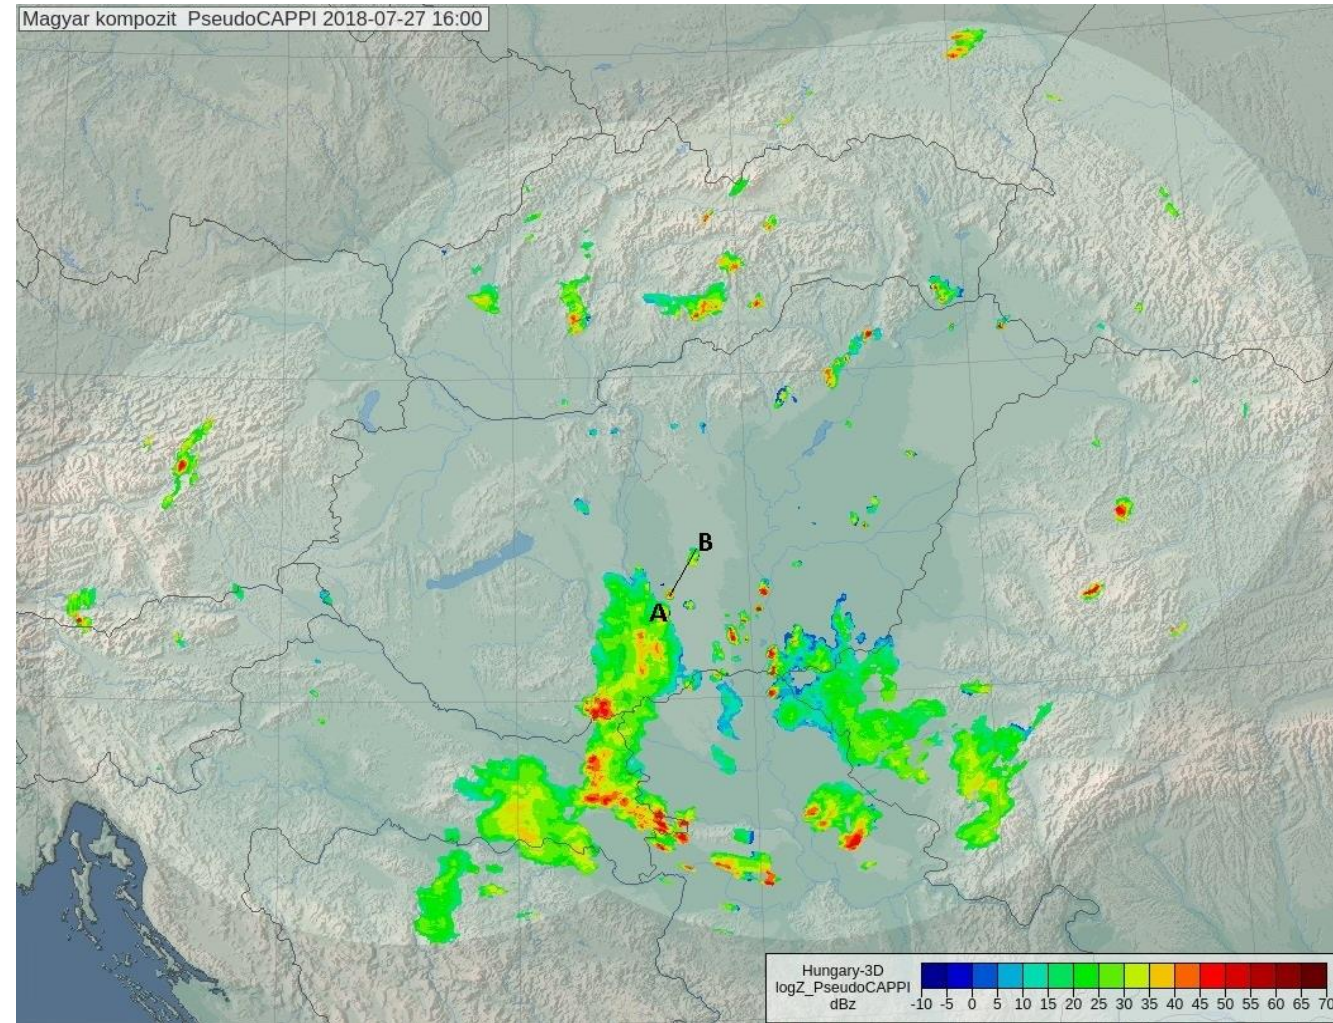 Magyar kompozit PseudoCAPPI 2018-07-27 16:00
B
A
Hungary-3D
logZ_PseudoCAPPI
dBz
-10 -5 0 5 10 15 20 25 30 35 40 45 50 55 60 65 70